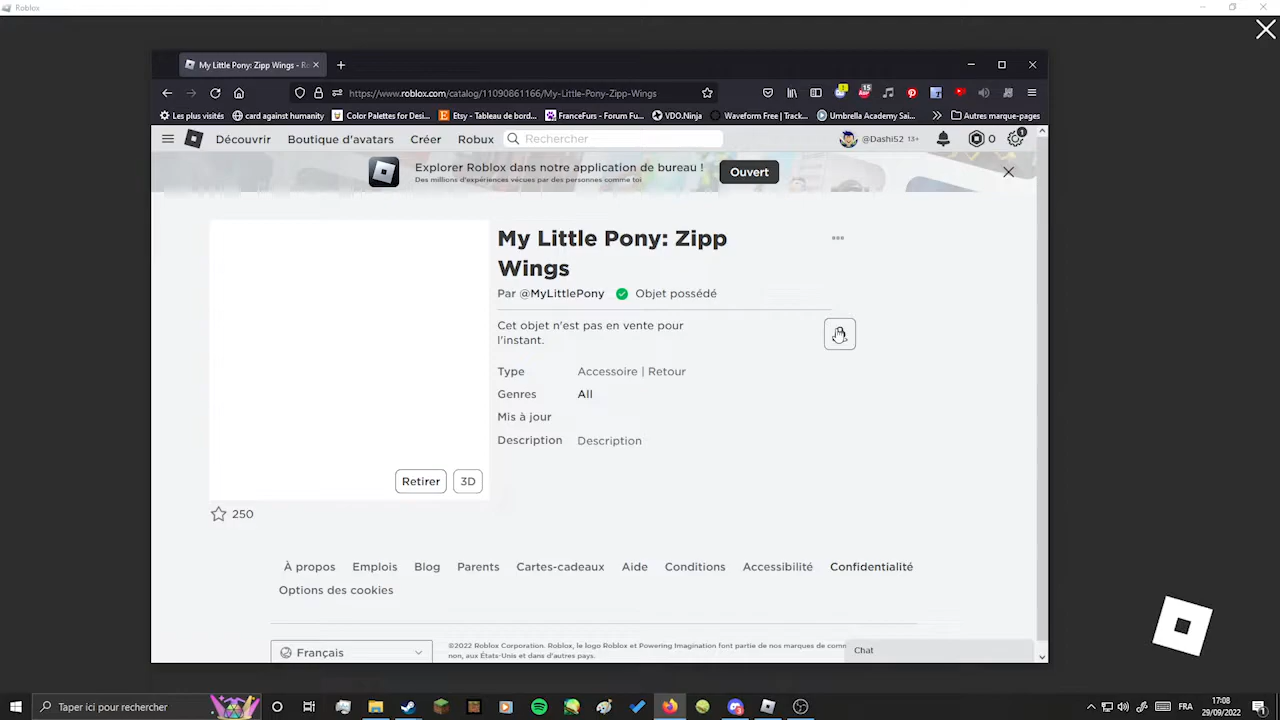 Roblox
My Little Pony: Zipp Wings - R
https://www.roblox.com/catalog/11090861166/My-Little-Pony-Zipp-Wings
1
15
Les plus visités
card against humanity
Color Palettes for Desi...
Etsy - Tableau de bord...
FranceFurs - Forum Fu...
VDO.Ninja
Waveform Free | Track...
Umbrella Academy Sai...
Autres marque-pages
Découvrir
Boutique d'avatars
Créer
Robux
Rechercher
@Dashi52 13+
0
1
Explorer Roblox dans notre application de bureau !
Des millions d'expériences vécues par des personnes comme toi
Ouvert
My Little Pony: Zipp
Wings
Par @MyLittlePony
Objet possédé
Cet objet n'est pas en vente pour
l'instant.
Type
Accessoire | Retour
Genres
All
Mis à jour
Description
Description
Retirer
3D
250
À propos
Emplois
Blog
Parents
Cartes-cadeaux
Aide
Conditions
Accessibilité
Confidentialité
Options des cookies
Français
©2022 Roblox Corporation. Roblox, le logo Roblox et Powering Imagination font partie de nos marques de comm
non, aux États-Unis et dans d'autres pays.
Chat
Taper ici pour rechercher
FRA
17:08
29/09/2022
1